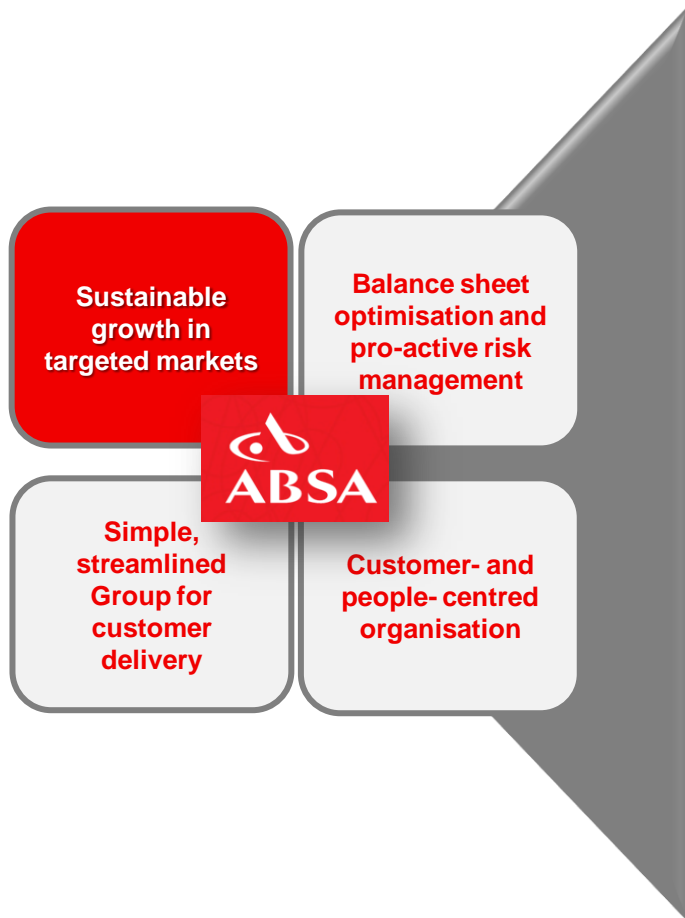 Sustainable
growth in
targeted markets
Balance sheet
optimisation and
pro-active risk
management
ABSA
Simple,
streamlined
Group for
customer
delivery
Customer- and
people- centred
organisation